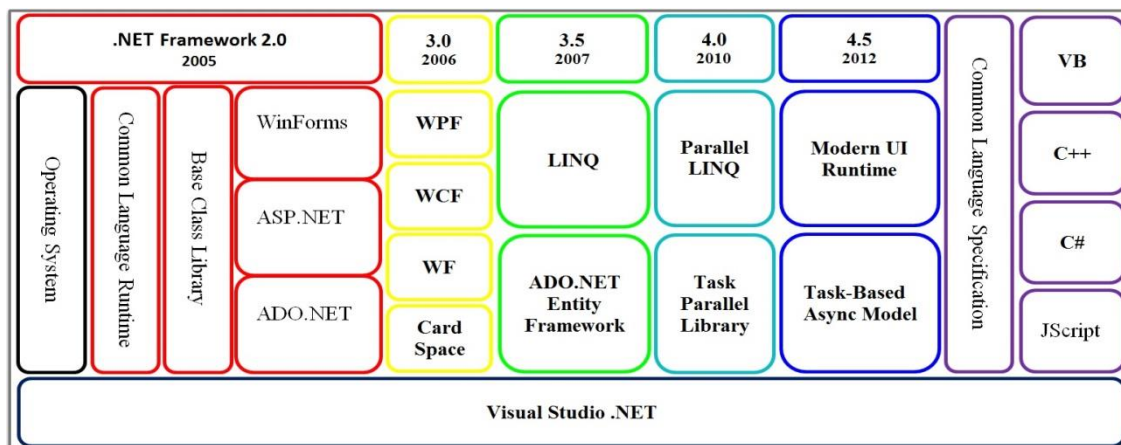 .NET Framework 2.0
2005
3.0
2006
3.5
2007
4.0
2010
4.5
2012
Operating System
Common Language Runtime
Base Class Library
WinForms
ASP.NET
ADO.NET
WPF
WCF
WF
Card
Space
LINQ
ADO.NET
Entity
Framework
Parallel
LINQ
Task
Parallel
Library
Modern UI
Runtime
Task-Based
Async Model
Common Language Specification
VB
C++
C#
JScript
Visual Studio .NET